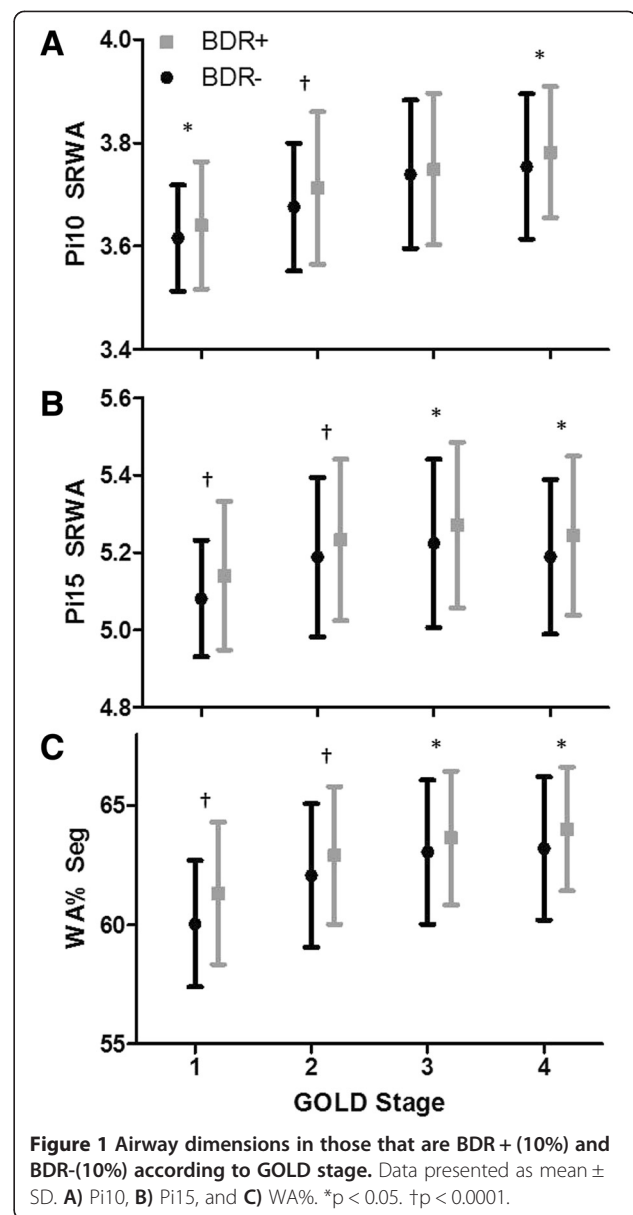 A
BDR+
BDR-
4.0
3.8
3.6
3.4
Pi10 SRWA
* † *
B
5.6
5.4
5.2
5.0
4.8
Pi15 SRWA
† † * *
C
65
60
55
WA% Seg
† † * *
1 2 3 4
GOLD Stage
Figure 1 Airway dimensions in those that are BDR + (10%) and
BDR-(10%) according to GOLD stage. Data presented as mean ±
SD. A) Pi10, B) Pi15, and C) WA%. *p < 0.05. †p < 0.0001.